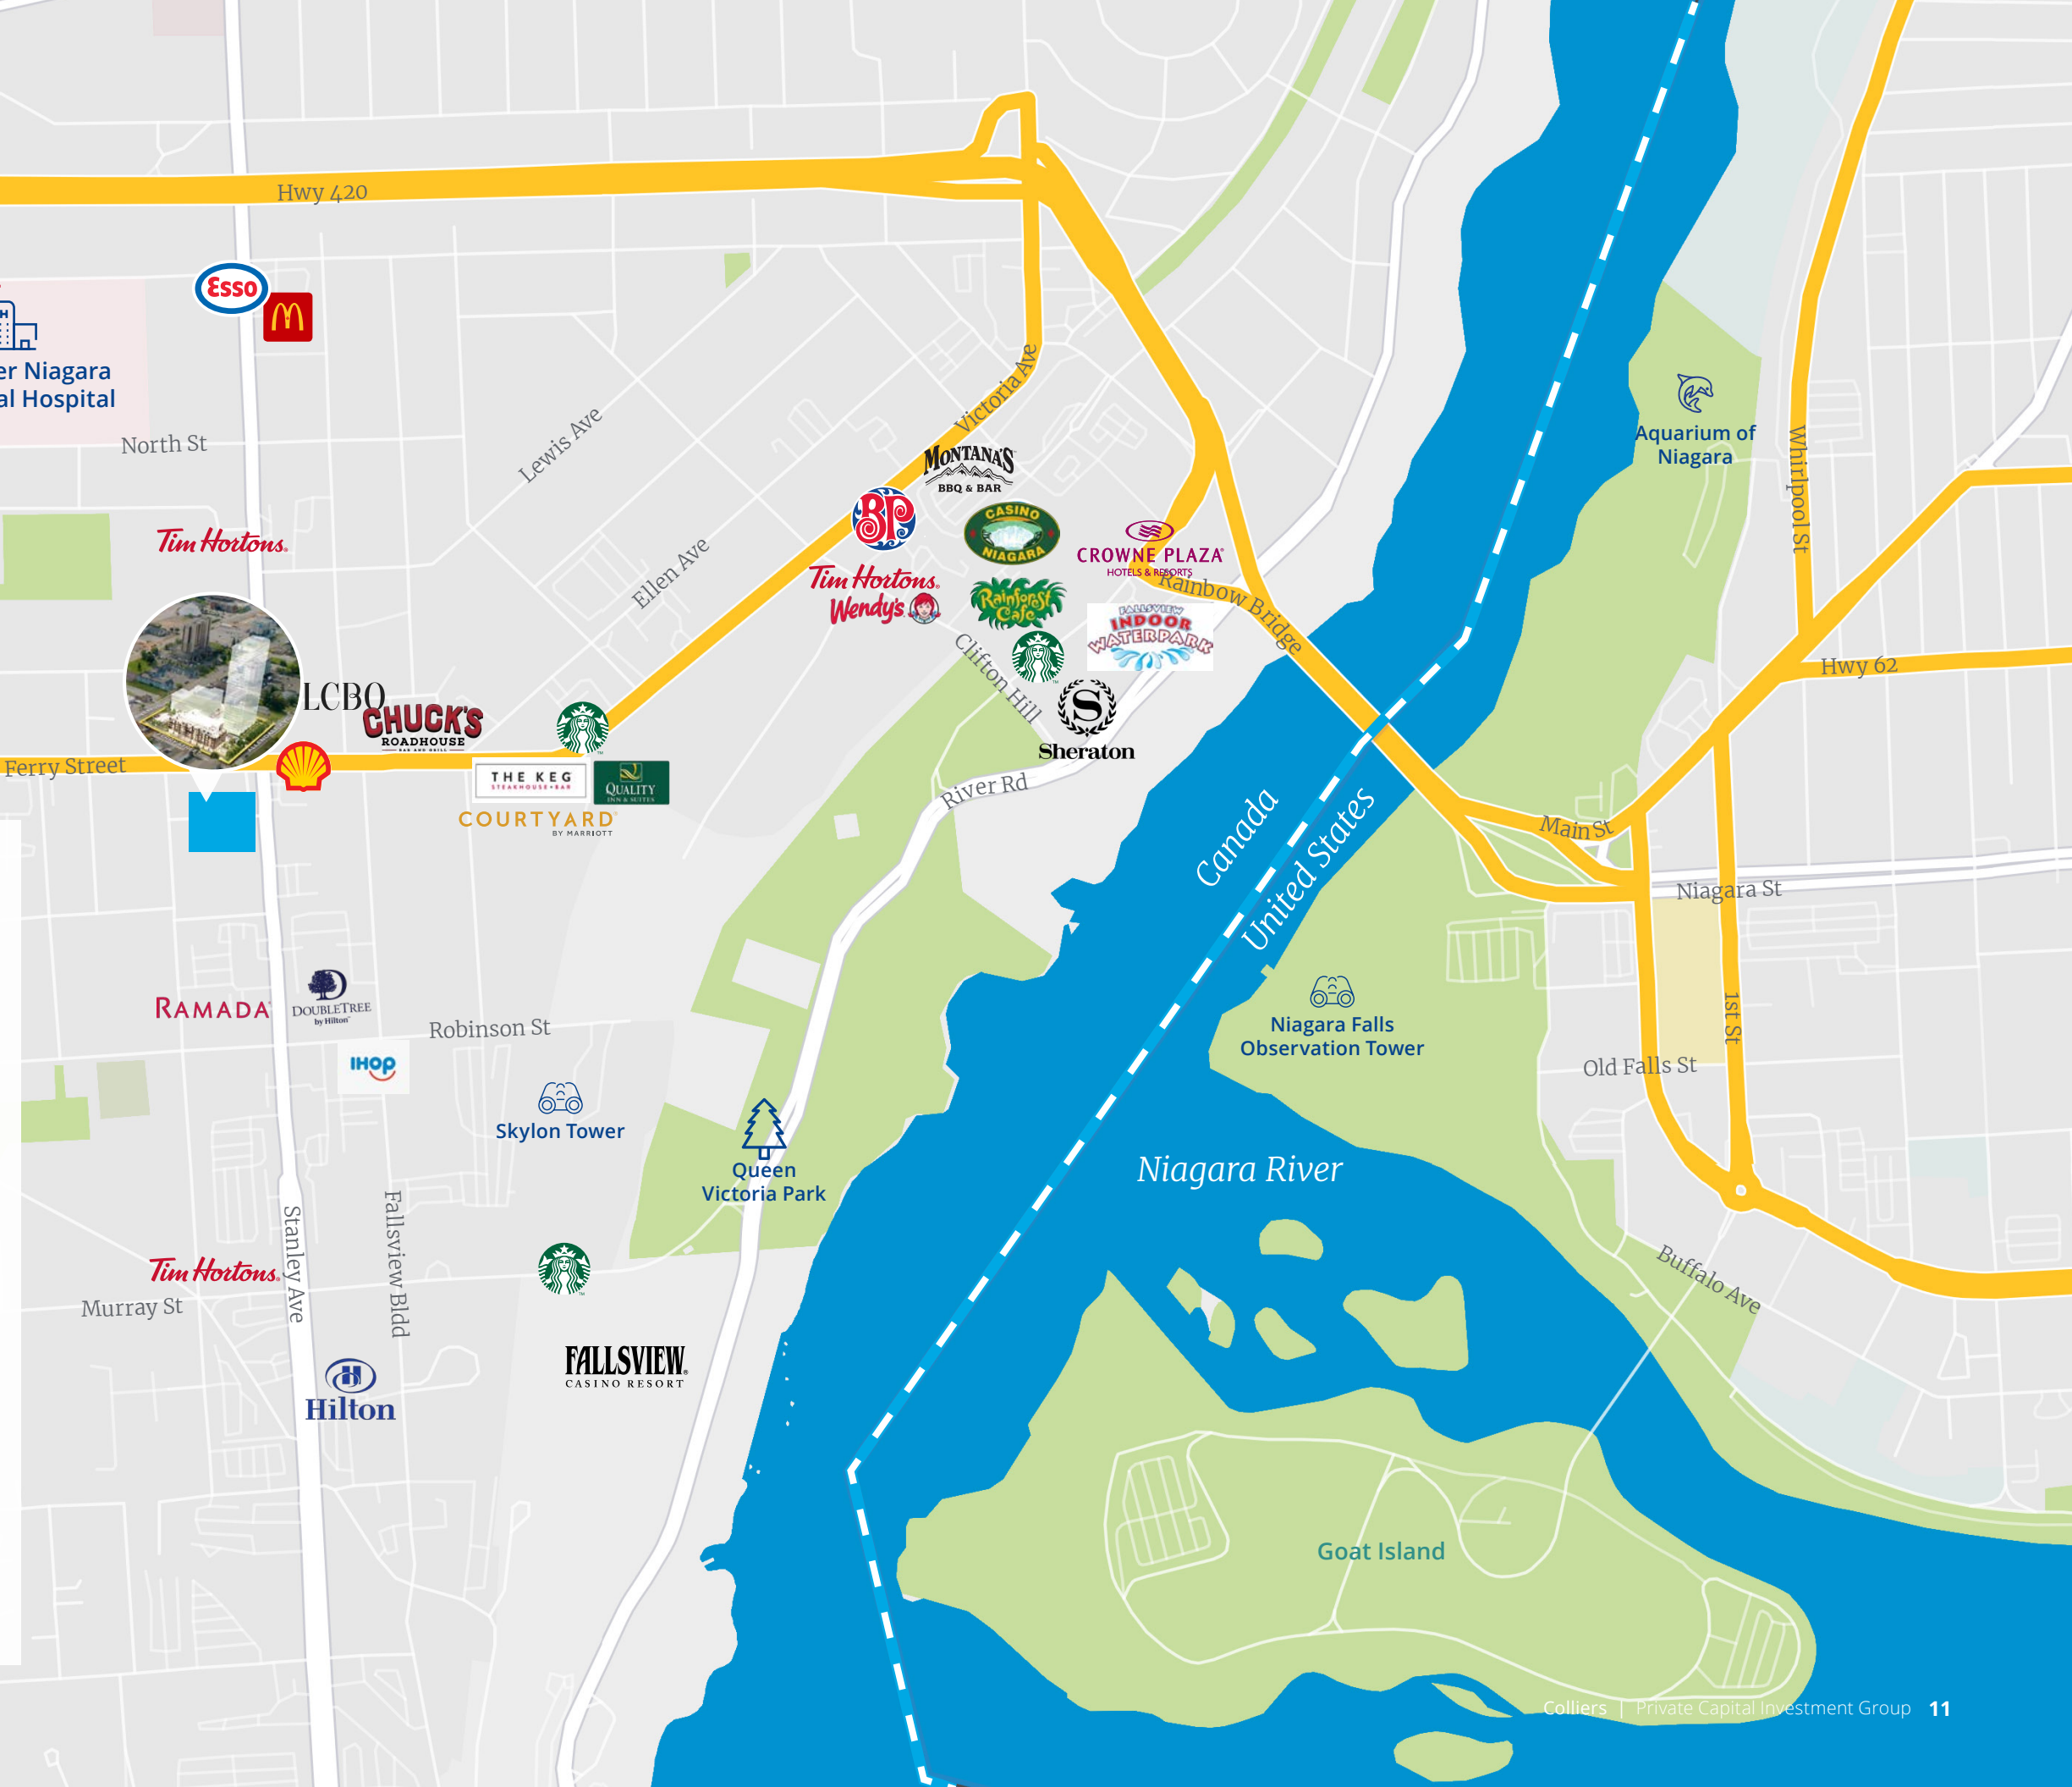 Hwy 420
Esso
er Niagara
al Hospital
North St
Lewis Ave
Victoria Ave
MONTANA'S
BBQ & BAR
Aquarium of
Niagara
Whirlpool St
Tim Hortons.
Ellen Ave
BP
CASINO
NIAGARA
CROWNE PLAZA
HOTELS & RESORTS
Tim Hortons.
Wendy's
Rainforest
Cafe
Rainbow Bridge
FALLSVIEW
INDOOR
WATERPARK
Clifton Hill
Hwy 62
LCBO
CHUCK'S
ROADHOUSE
BAR AND GRILL
S
Sheraton
Ferry Street
THE KEG
STEAKHOUSE • BAR
Q
QUALITY
INN & SUITES
COURTYARD
BY MARRIOTT
River Rd
Canada
United States
Main St
Niagara St
RAMADA
DOUBLETREE
by Hilton
Robinson St
IHOP
Niagara Falls
Observation Tower
1st St
Old Falls St
Skylon Tower
Queen
Victoria Park
Niagara River
Stanley Ave
Fallsview Bldd
Tim Hortons.
Murray St
Buffalo Ave
FALLSVIEW
CASINO RESORT
H
Hilton
Goat Island
Colliers | Private Capital Investment Group 11